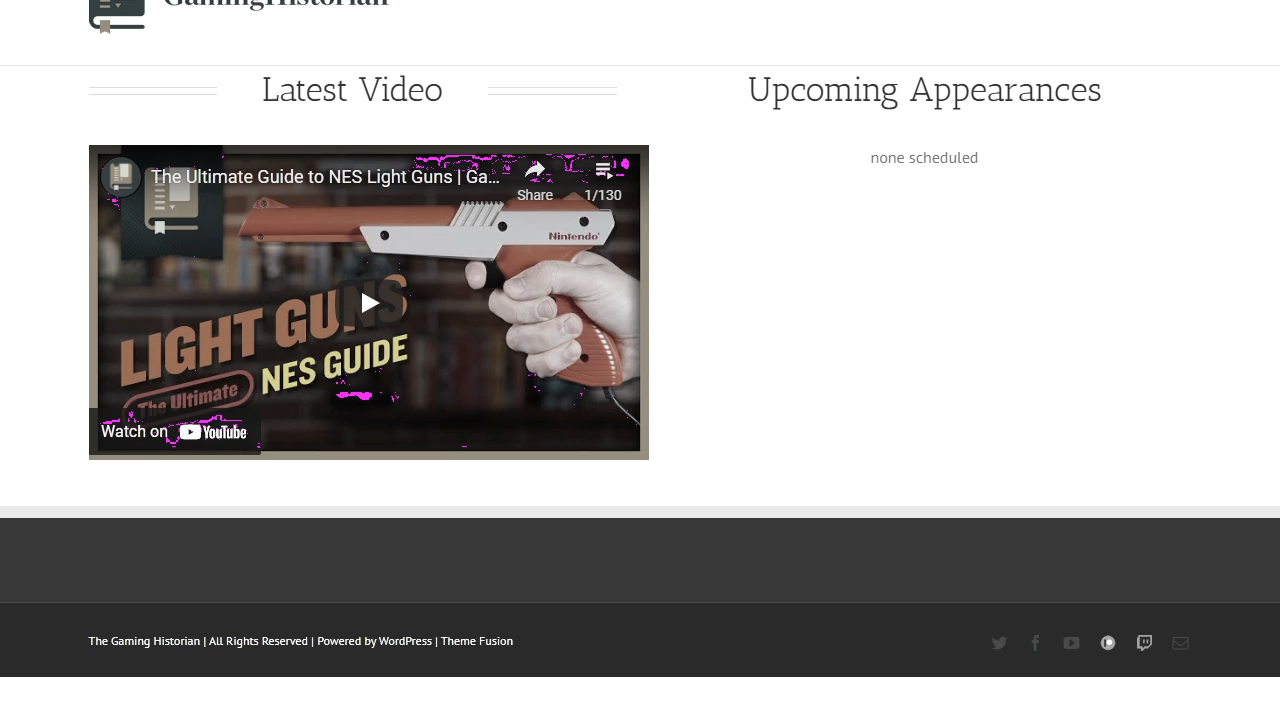 GamingHistorian
Latest Video
Upcoming Appearances
none scheduled
The Ultimate Guide to NES Light Guns | Ga...
Share
1/130
Nintendo
LIGHT GUNS
The Ultimate
NES GUIDE
Watch on YouTube
The Gaming Historian | All Rights Reserved | Powered by WordPress | Theme Fusion